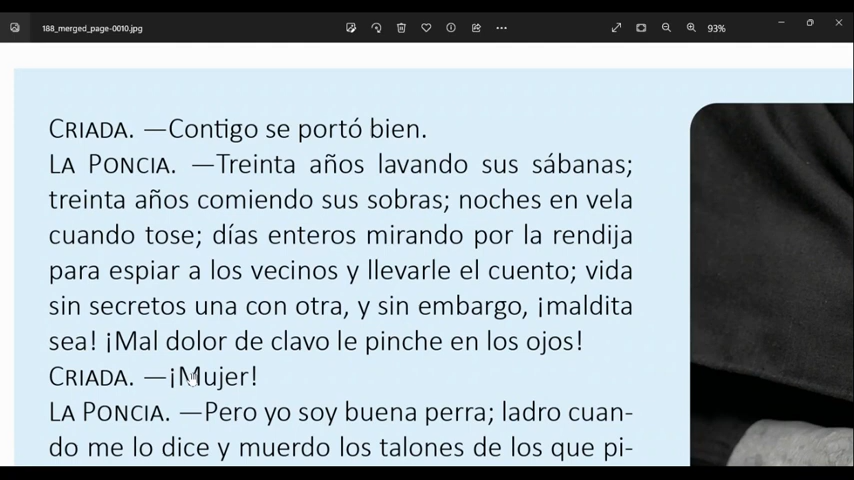 188_merged_page-0010.jpg
93%
CRIADA. —Contigo se portó bien.
LA PONCIA. —Treinta años lavando sus sábanas;
treinta años comiendo sus sobras; noches en vela
cuando tose; días enteros mirando por la rendija
para espiar a los vecinos y llevarle el cuento; vida
sin secretos una con otra, y sin embargo, ¡maldita
sea! ¡Mal dolor de clavo le pinche en los ojos!
CRIADA. —¡Mujer!
LA PONCIA. —Pero yo soy buena perra; ladro cuan-
do me lo dice y muerdo los talones de los que pi-